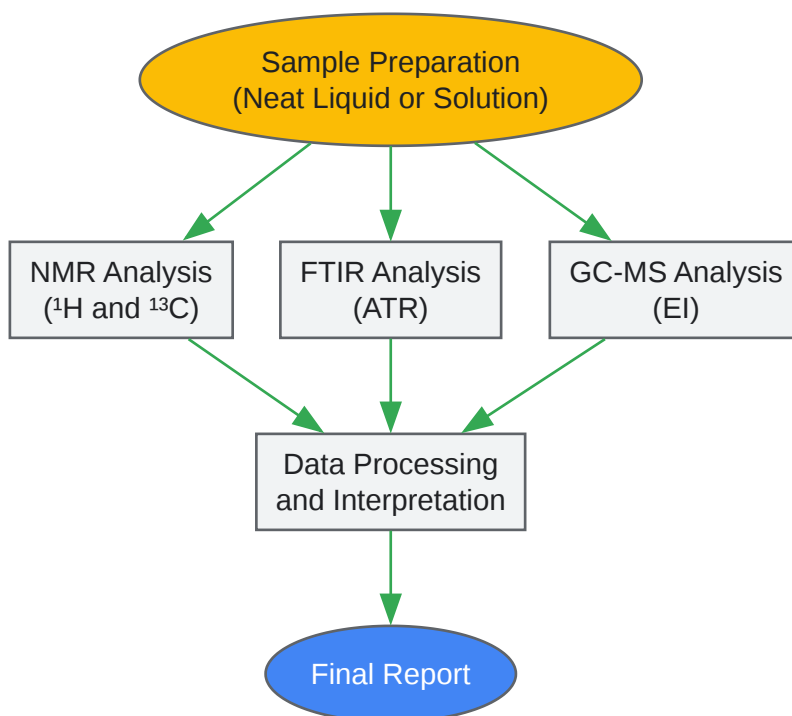 Sample Preparation
(Neat Liquid or Solution)
NMR Analysis
(¹H and ¹³C)
FTIR Analysis
(ATR)
GC-MS Analysis
(EI)
Data Processing
and Interpretation
Final Report